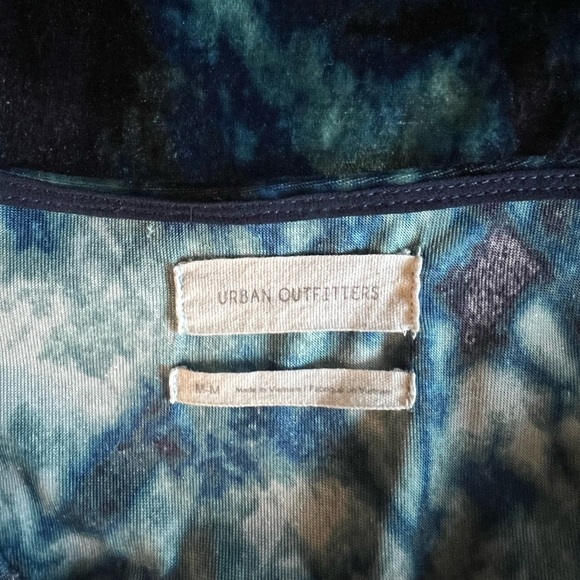 URBAN OUTFITTERS
M-M Made in Vietnam / Fabriqué au Vietnam